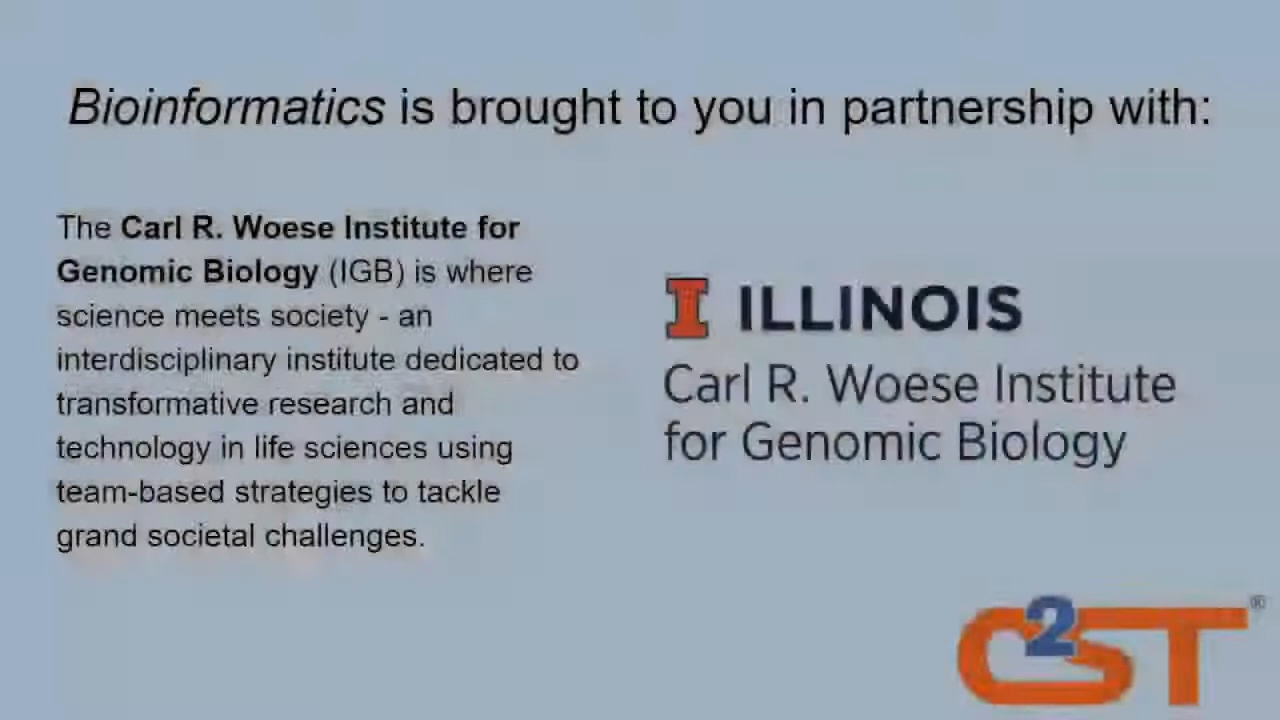 Bioinformatics is brought to you in partnership with:
The Carl R. Woese Institute for
Genomic Biology (IGB) is where
science meets society - an
interdisciplinary institute dedicated to
transformative research and
technology in life sciences using
team-based strategies to tackle
grand societal challenges.
I ILLINOIS
Carl R. Woese Institute
for Genomic Biology
C2ST®